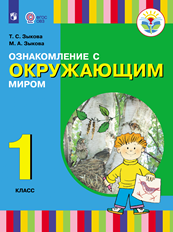 Т. С. Зыкова
М. А. Зыкова
ОЗНАКОМЛЕНИЕ С
ОКРУЖАЮЩИМ
МИРОМ
1
КЛАСС